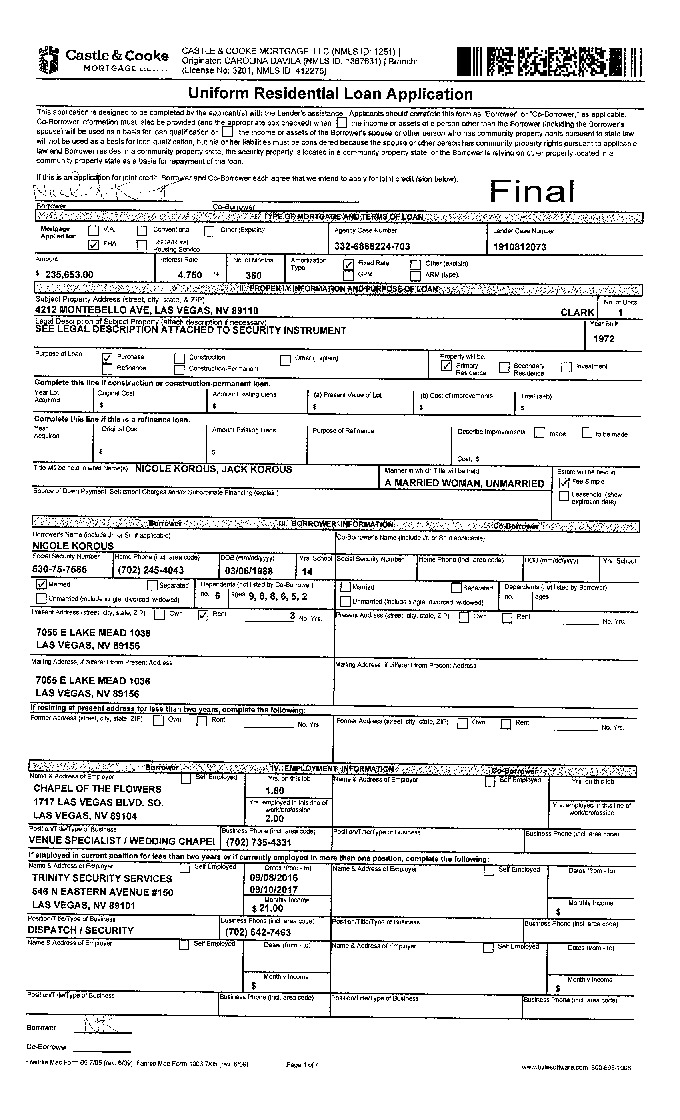 Castle & Cooke
MORTGAGE
CASTLE & COOKE MORTGAGE, LLC (NMLS ID: 1251) |
Originator: CAROLINA DAVILA (NMLS ID: 1367631) | Branch
(License No: 3201, NMLS ID: 412275)
Uniform Residential Loan Application
This application is designed to be completed by the applicant(s) with the Lender's assistance. Applicants should complete this form as "Borrower" or "Co-Borrower," as applicable.
Co-Borrower information must also be provided (and the appropriate box checked) when the income or assets of a person other than the Borrower (including the Borrower's
spouse) will be used as a basis for loan qualification or the income or assets of the Borrower's spouse or other person who has community property rights pursuant to state law
will not be used as a basis for loan qualification, but his or her liabilities must be considered because the spouse or other person has community property rights pursuant to applicable
law and Borrower resides in a community property state, the security property is located in a community property state, or the Borrower is relying on other property located in a
community property state as a basis for repayment of the loan.
If this is an application for joint credit, Borrower and Co-Borrower each agree that we intend to apply for joint credit (sign below).
Final
Borrower Co-Borrower
I. TYPE OF MORTGAGE AND TERMS OF LOAN
Mortgage Applied for: VA Conventional Other (Explain) Agency Case Number Lender Case Number
FHA Housing Service 332-6868224-703 1910812073
Amount Interest Rate No. of Months Amortization Type Fixed Rate Other (explain)
$ 235,653.00 4.750 % 360 GPM ARM (type)
II. PROPERTY INFORMATION AND PURPOSE OF LOAN
Subject Property Address (street, city, state, & ZIP) No. of Units
4212 MONTEBELLO AVE, LAS VEGAS, NV 89110 CLARK 1
Legal Description of Subject Property (attach description if necessary) Year Built
SEE LEGAL DESCRIPTION ATTACHED TO SECURITY INSTRUMENT 1972
Purpose of Loan Purchase Construction Other (explain) Property will be:
Refinance Construction-Permanent Primary Residence Secondary Residence Investment
Complete this line if construction or construction-permanent loan.
Year Lot Acquired Original Cost Amount Existing Liens (a) Present Value of Lot (b) Cost of Improvements Total (a+b)
$ $ $ $ $
Complete this line if this is a refinance loan.
Year Acquired Original Cost Amount Existing Liens Purpose of Refinance Describe Improvements made to be made
$ $ Cost: $
Title will be held in what Name(s) NICOLE KOROUS, JACK KOROUS Manner in which Title will be held Estate will be held in
A MARRIED WOMAN, UNMARRIED Fee Simple
Source of Down Payment, Settlement Charges and/or Subordinate Financing (explain) Leasehold (show expiration date)
Borrower III. BORROWER INFORMATION Co-Borrower
Borrower's Name (include Jr. or Sr. if applicable) Co-Borrower's Name (include Jr. or Sr. if applicable)
NICOLE KOROUS
Social Security Number Home Phone (incl. area code) DOB (mm/dd/yyyy) Yrs. School Social Security Number Home Phone (incl. area code) DOB (mm/dd/yyyy) Yrs. School
530-75-7665 (702) 245-4043 03/06/1988 14
Married Separated Dependents (not listed by Co-Borrower) Married Separated Dependents (not listed by Borrower)
Unmarried (include single, divorced, widowed) no. 6 ages 9, 8, 8, 6, 5, 2 Unmarried (include single, divorced, widowed) no. ages
Present Address (street, city, state, ZIP) Own Rent 3 No. Yrs. Present Address (street, city, state, ZIP) Own Rent No. Yrs.
7055 E LAKE MEAD 1036
LAS VEGAS, NV 89156
Mailing Address, if different from Present Address Mailing Address, if different from Present Address
7055 E LAKE MEAD 1036
LAS VEGAS, NV 89156
If residing at present address for less than two years, complete the following:
Former Address (street, city, state, ZIP) Own Rent No. Yrs. Former Address (street, city, state, ZIP) Own Rent No. Yrs.
Borrower IV. EMPLOYMENT INFORMATION Co-Borrower
Name & Address of Employer Self Employed Yrs. on this job Name & Address of Employer Self Employed Yrs. on this job
CHAPEL OF THE FLOWERS 1.60
1717 LAS VEGAS BLVD. SO. Yrs. employed in this line of work/profession Yrs. employed in this line of work/profession
LAS VEGAS, NV 89104 2.00
Position/Title/Type of Business Business Phone (incl. area code) Position/Title/Type of Business Business Phone (incl. area code)
VENUE SPECIALIST / WEDDING CHAPEL (702) 735-4331
If employed in current position for less than two years or if currently employed in more than one position, complete the following:
Name & Address of Employer Self Employed Dates (from - to) Name & Address of Employer Self Employed Dates (from - to)
TRINITY SECURITY SERVICES 09/08/2016
546 N EASTERN AVENUE #150 09/10/2017
LAS VEGAS, NV 89101 Monthly Income Monthly Income
$ 21.00 $
Position/Title/Type of Business Business Phone (incl. area code) Position/Title/Type of Business Business Phone (incl. area code)
DISPATCH / SECURITY (702) 642-7463
Name & Address of Employer Self Employed Dates (from - to) Name & Address of Employer Self Employed Dates (from - to)
Monthly Income Monthly Income
$ $
Position/Title/Type of Business Business Phone (incl. area code) Position/Title/Type of Business Business Phone (incl. area code)
Borrower NK
Co-Borrower
Freddie Mac Form 65 7/05 (rev. 6/09) Fannie Mae Form 1003 7/05 (rev. 6/09) Page 1 of